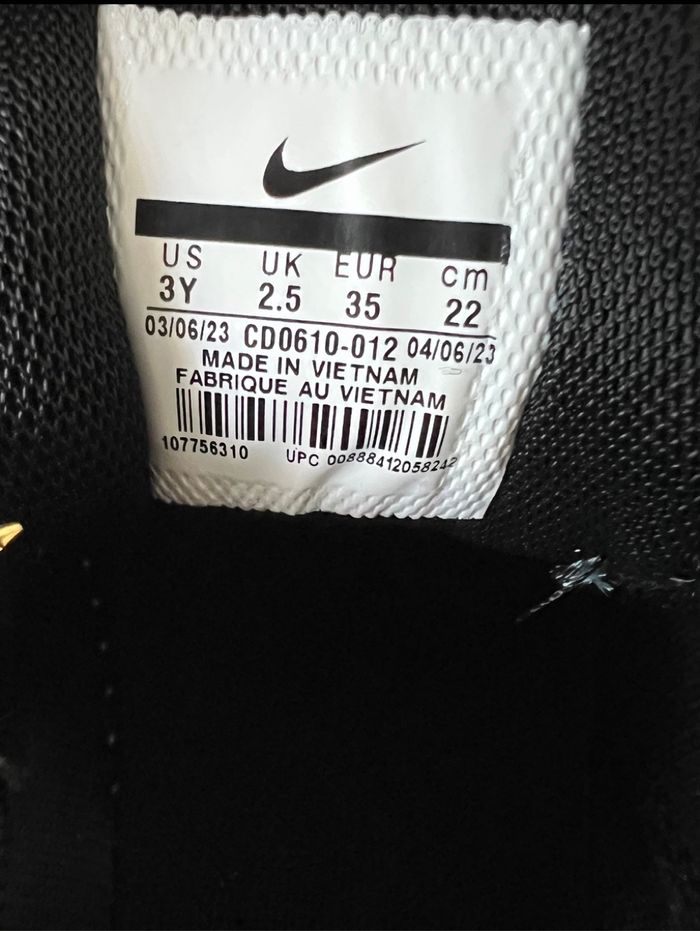 US UK EUR cm
3Y 2.5 35 22
03/06/23 CD0610-012 04/06/23
MADE IN VIETNAM
FABRIQUE AU VIETNAM
107756310 UPC 00888412058242